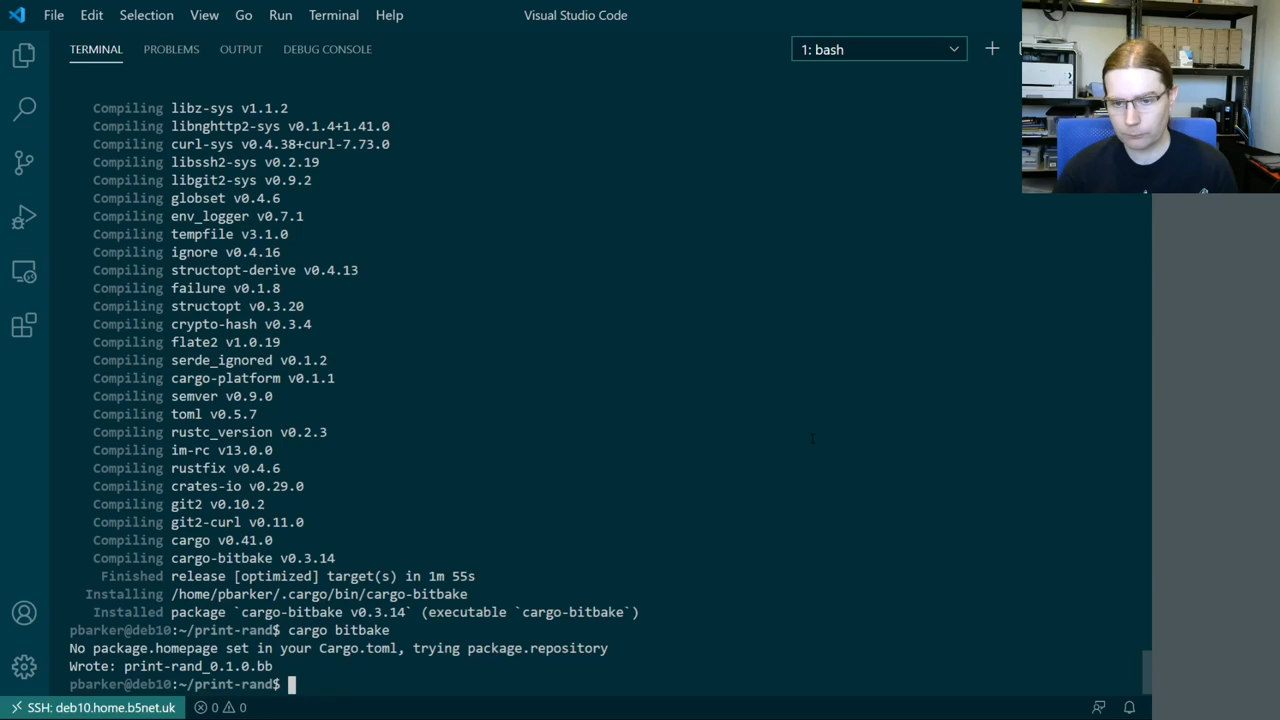 File Edit Selection View Go Run Terminal Help Visual Studio Code
TERMINAL PROBLEMS OUTPUT DEBUG CONSOLE 1: bash
Compiling libz-sys v1.1.2
Compiling libnghttp2-sys v0.1.4+1.41.0
Compiling curl-sys v0.4.38+curl-7.73.0
Compiling libssh2-sys v0.2.19
Compiling libgit2-sys v0.9.2
Compiling globset v0.4.6
Compiling env_logger v0.7.1
Compiling tempfile v3.1.0
Compiling ignore v0.4.16
Compiling structopt-derive v0.4.13
Compiling failure v0.1.8
Compiling structopt v0.3.20
Compiling crypto-hash v0.3.4
Compiling flate2 v1.0.19
Compiling serde_ignored v0.1.2
Compiling cargo-platform v0.1.1
Compiling semver v0.9.0
Compiling toml v0.5.7
Compiling rustc_version v0.2.3
Compiling im-rc v13.0.0
Compiling rustfix v0.4.6
Compiling crates-io v0.29.0
Compiling git2 v0.10.2
Compiling git2-curl v0.11.0
Compiling cargo v0.41.0
Compiling cargo-bitbake v0.3.14
Finished release [optimized] target(s) in 1m 55s
Installing /home/pbarker/.cargo/bin/cargo-bitbake
Installed package `cargo-bitbake v0.3.14` (executable `cargo-bitbake`)
pbarker@deb10:~/print-rand$ cargo bitbake
No package.homepage set in your Cargo.toml, trying package.repository
Wrote: print-rand_0.1.0.bb
pbarker@deb10:~/print-rand$
SSH: deb10.home.b5net.uk 0 0